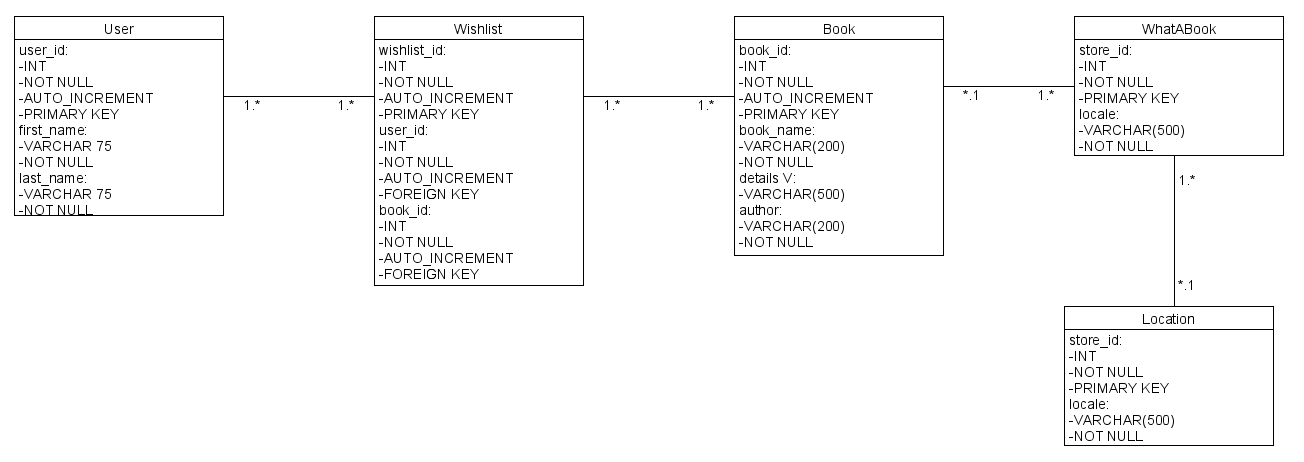 User
user_id:
-INT
-NOT NULL
-AUTO_INCREMENT
-PRIMARY KEY
first_name:
-VARCHAR 75
-NOT NULL
last_name:
-VARCHAR 75
-NOT NULL
1.*
1.*
Wishlist
wishlist_id:
-INT
-NOT NULL
-AUTO_INCREMENT
-PRIMARY KEY
user_id:
-INT
-NOT NULL
-AUTO_INCREMENT
-FOREIGN KEY
book_id:
-INT
-NOT NULL
-AUTO_INCREMENT
-FOREIGN KEY
1.*
1.*
Book
book_id:
-INT
-NOT NULL
-AUTO_INCREMENT
-PRIMARY KEY
book_name:
-VARCHAR(200)
-NOT NULL
details V:
-VARCHAR(500)
author:
-VARCHAR(200)
-NOT NULL
*.1
1.*
WhatABook
store_id:
-INT
-NOT NULL
-PRIMARY KEY
locale:
-VARCHAR(500)
-NOT NULL
1.*
*.1
Location
store_id:
-INT
-NOT NULL
-PRIMARY KEY
locale:
-VARCHAR(500)
-NOT NULL